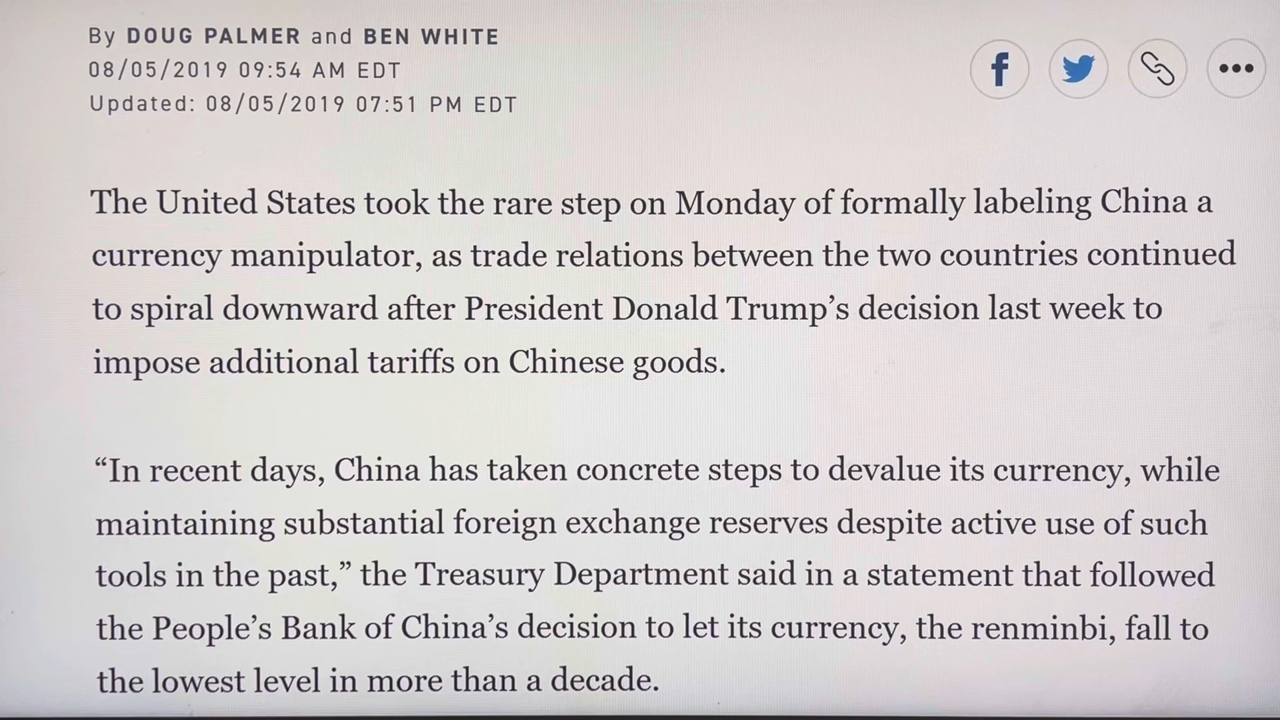 By DOUG PALMER and BEN WHITE
08/05/2019 09:54 AM EDT
Updated: 08/05/2019 07:51 PM EDT
The United States took the rare step on Monday of formally labeling China a
currency manipulator, as trade relations between the two countries continued
to spiral downward after President Donald Trump’s decision last week to
impose additional tariffs on Chinese goods.
“In recent days, China has taken concrete steps to devalue its currency, while
maintaining substantial foreign exchange reserves despite active use of such
tools in the past,” the Treasury Department said in a statement that followed
the People’s Bank of China’s decision to let its currency, the renminbi, fall to
the lowest level in more than a decade.